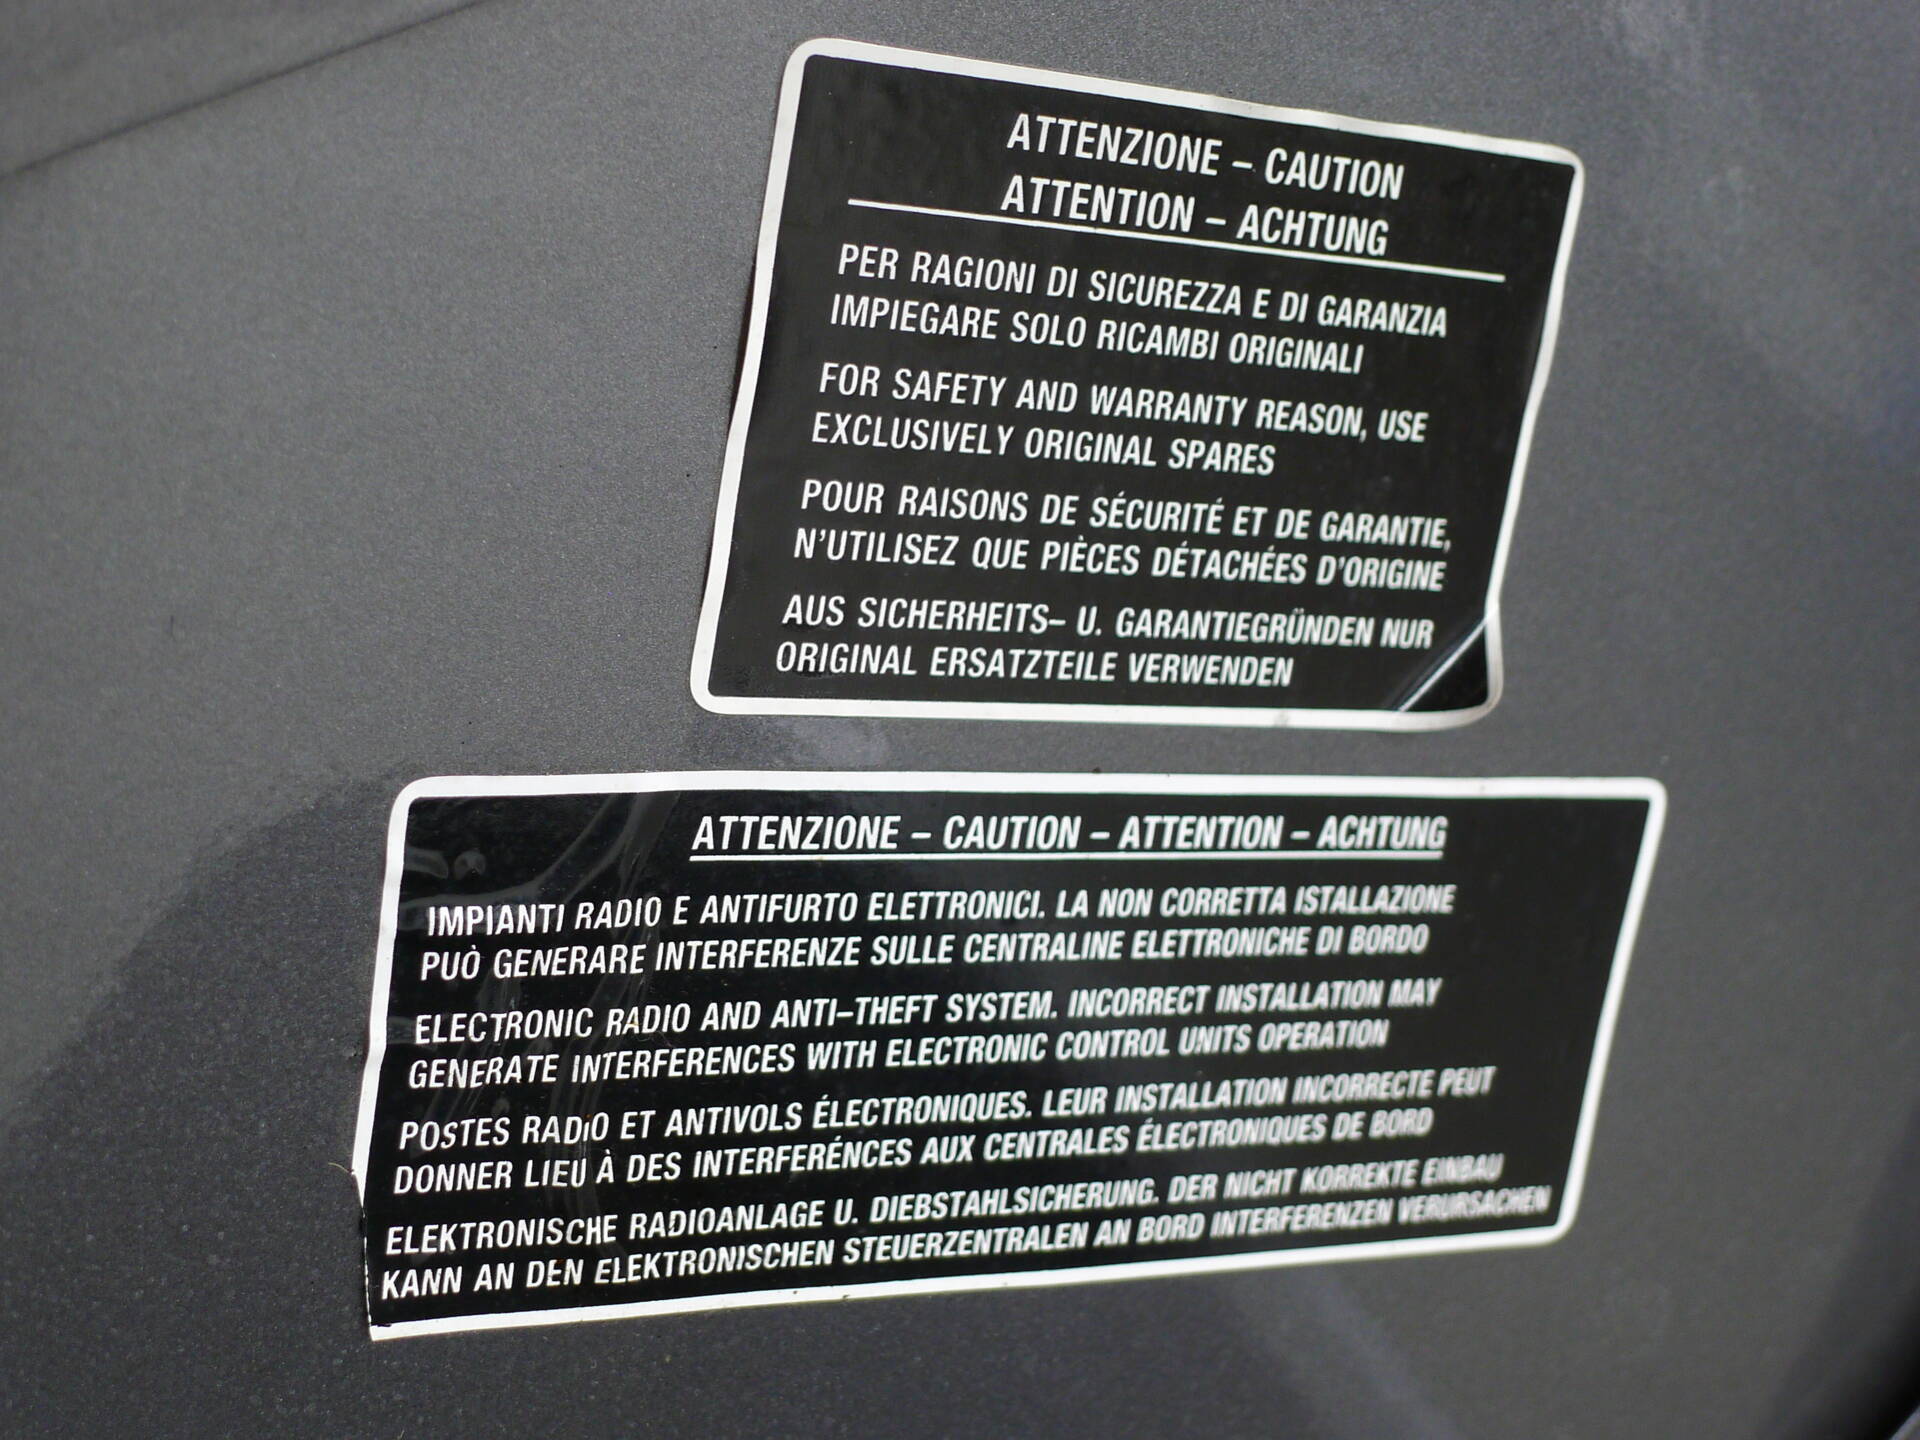 ATTENZIONE – CAUTION
ATTENTION – ACHTUNG
PER RAGIONI DI SICUREZZA E DI GARANZIA
IMPIEGARE SOLO RICAMBI ORIGINALI
FOR SAFETY AND WARRANTY REASON, USE
EXCLUSIVELY ORIGINAL SPARES
POUR RAISONS DE SÉCURITÉ ET DE GARANTIE,
N'UTILISEZ QUE PIÈCES DÉTACHÉES D'ORIGINE
AUS SICHERHEITS– U. GARANTIEGRÜNDEN NUR
ORIGINAL ERSATZTEILE VERWENDEN
ATTENZIONE – CAUTION – ATTENTION – ACHTUNG
IMPIANTI RADIO E ANTIFURTO ELETTRONICI. LA NON CORRETTA ISTALLAZIONE
PUÒ GENERARE INTERFERENZE SULLE CENTRALINE ELETTRONICHE DI BORDO
ELECTRONIC RADIO AND ANTI–THEFT SYSTEM. INCORRECT INSTALLATION MAY
GENERATE INTERFERENCES WITH ELECTRONIC CONTROL UNITS OPERATION
POSTES RADIO ET ANTIVOLS ÉLECTRONIQUES. LEUR INSTALLATION INCORRECTE PEUT
DONNER LIEU À DES INTERFERÉNCES AUX CENTRALES ÉLECTRONIQUES DE BORD
ELEKTRONISCHE RADIOANLAGE U. DIEBSTAHLSICHERUNG. DER NICHT KORREKTE EINBAU
KANN AN DEN ELEKTRONISCHEN STEUERZENTRALEN AN BORD INTERFERENZEN VERURSACHEN